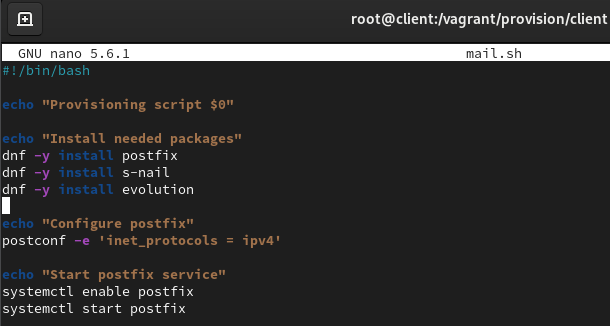 root@client:/vagrant/provision/client
GNU nano 5.6.1 mail.sh
#!/bin/bash
echo "Provisioning script $0"
echo "Install needed packages"
dnf -y install postfix
dnf -y install s-nail
dnf -y install evolution
echo "Configure postfix"
postconf -e 'inet_protocols = ipv4'
echo "Start postfix service"
systemctl enable postfix
systemctl start postfix